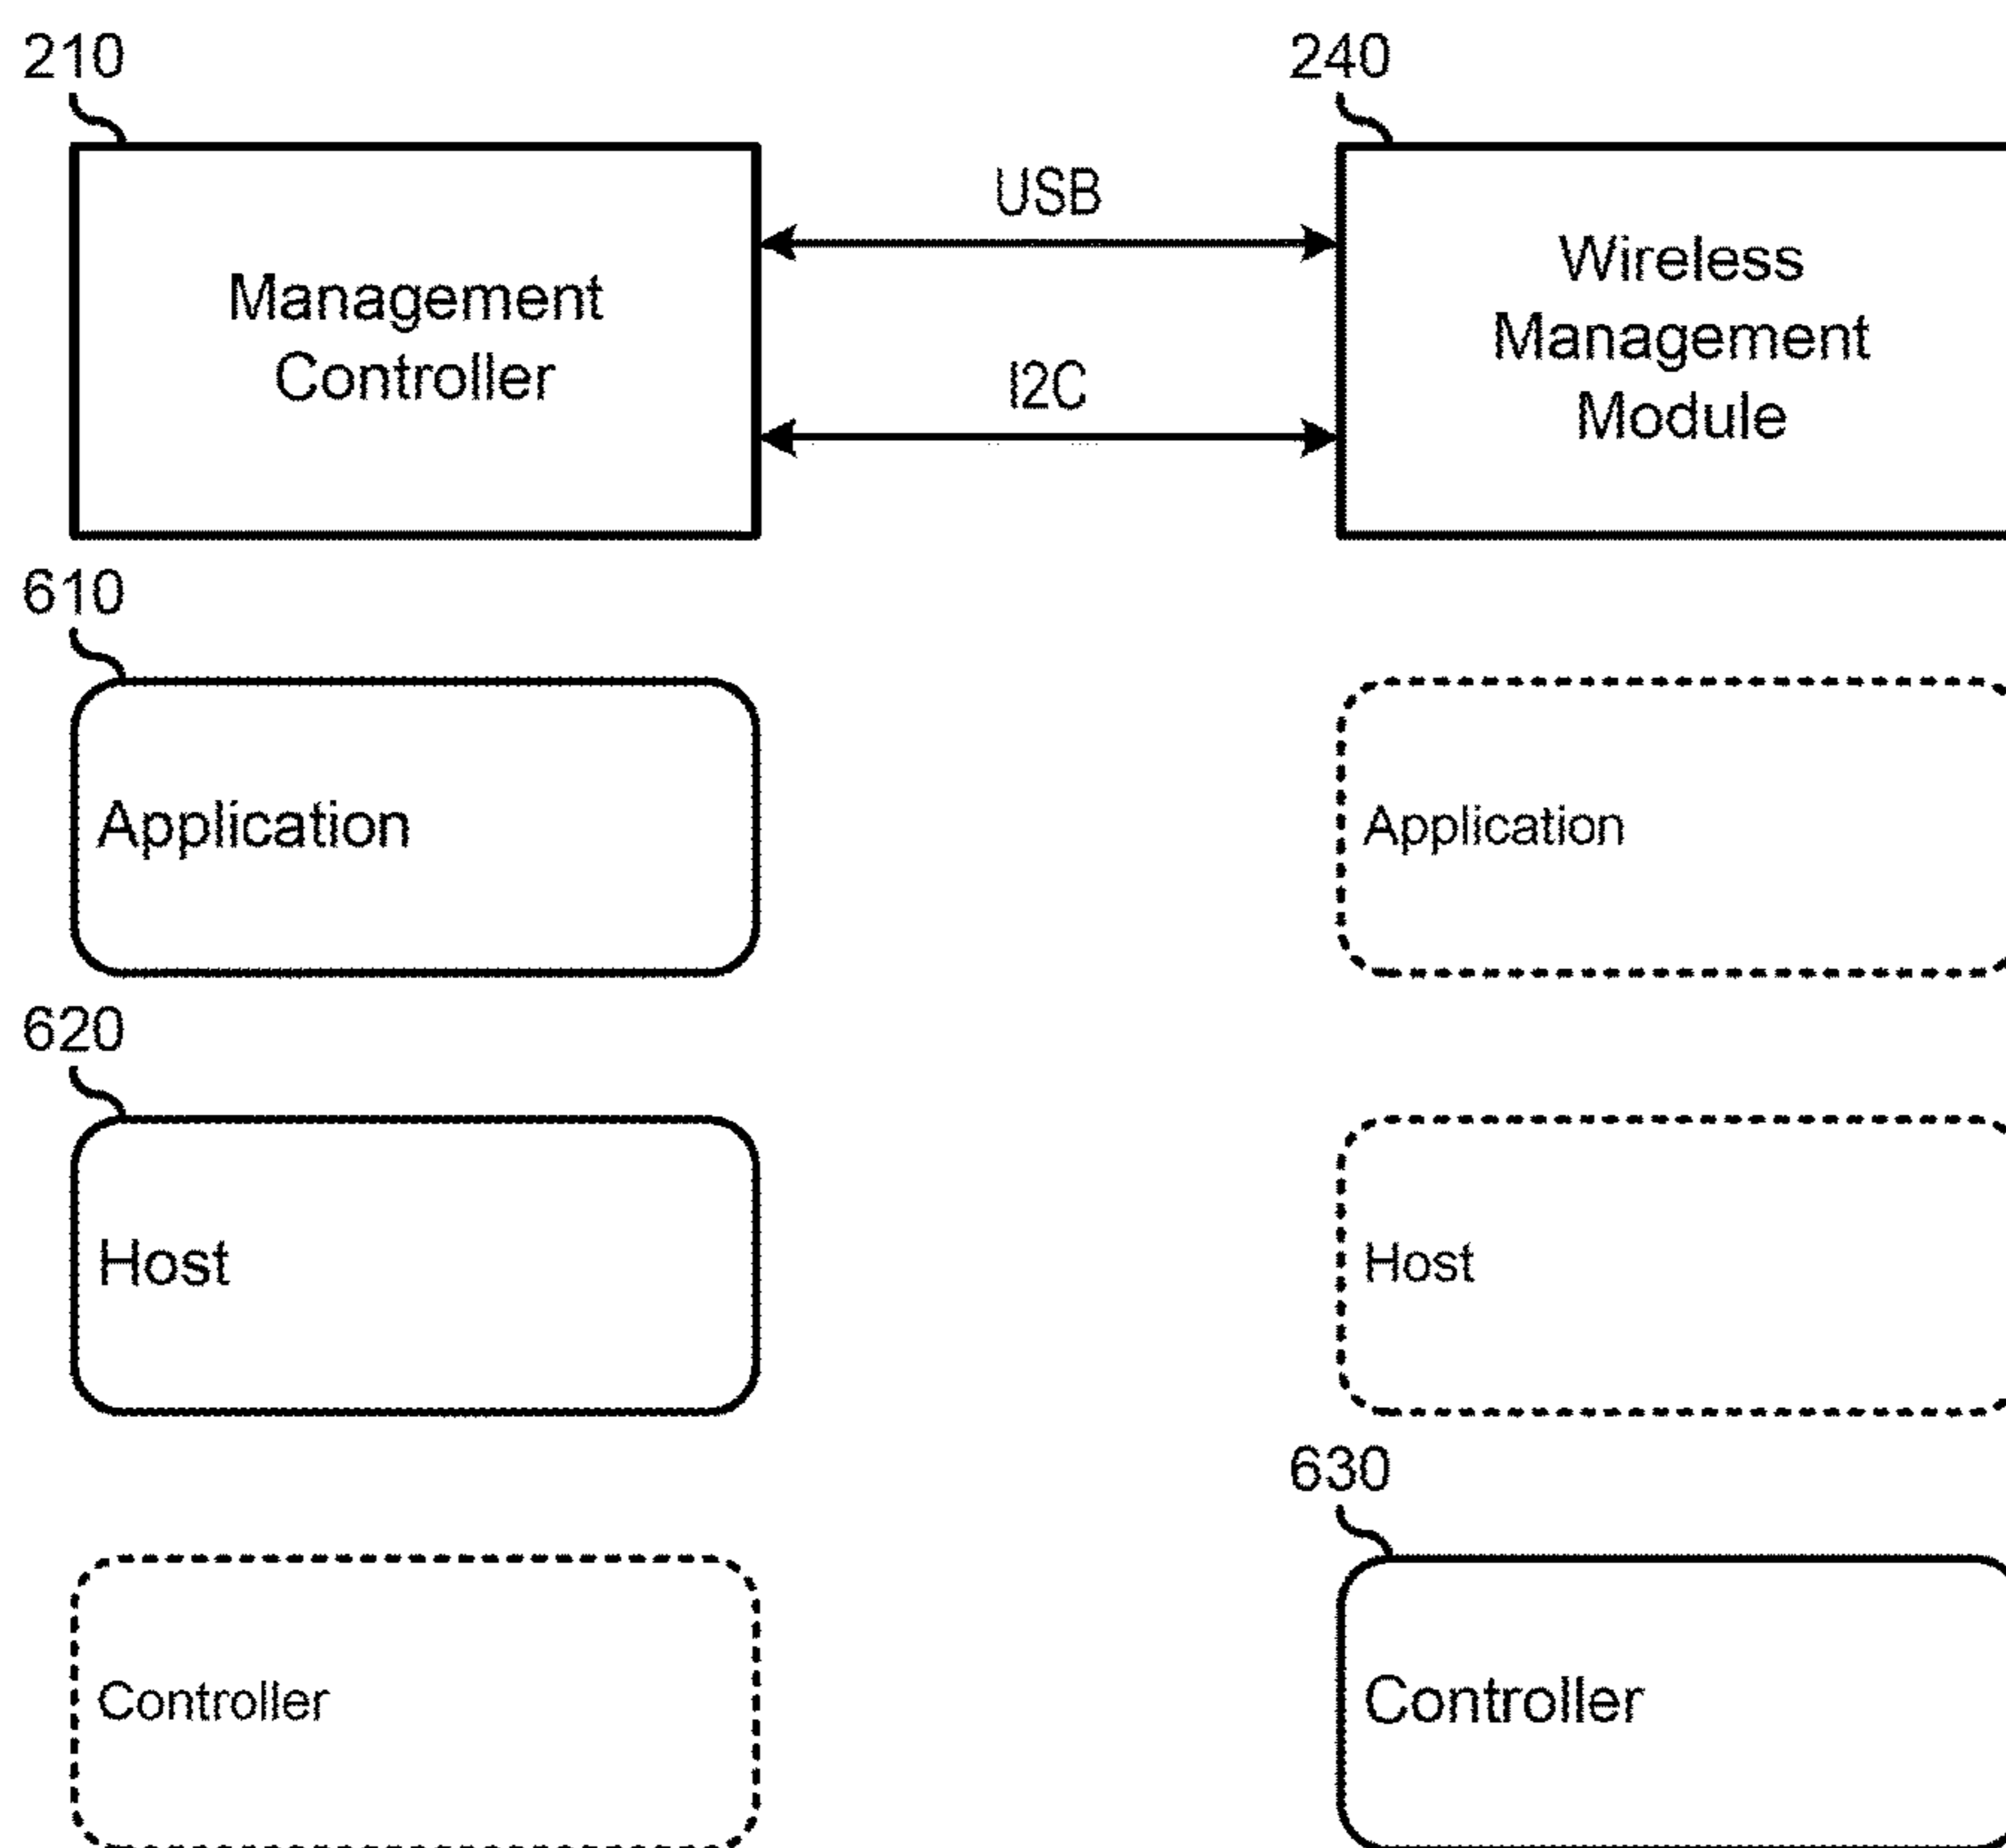 210
240
USB
Management
Controller
Wireless
Management
Module
I2C
610
Application
Application
620
Host
Host
630
Controller
Controller